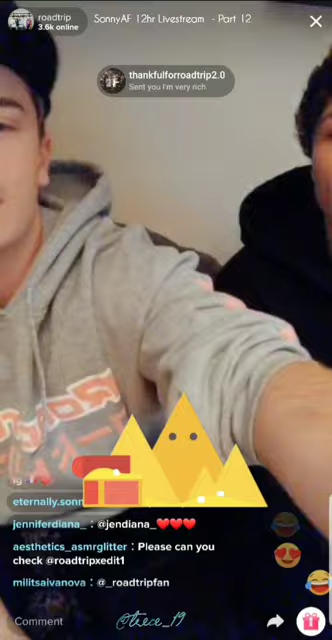 roadtrip
3.6k online
SonnyAF 12hr Livestream - Part 12
thankfulforroadtrip2.0
Sent you I'm very rich
eternally.sonn
jenniferdiana_ : @jendiana_❤️❤️❤️
aesthetics_asmrglitter : Please can you
check @roadtripxedit1
militsaivanova : @_roadtripfan
Comment
@trece_19